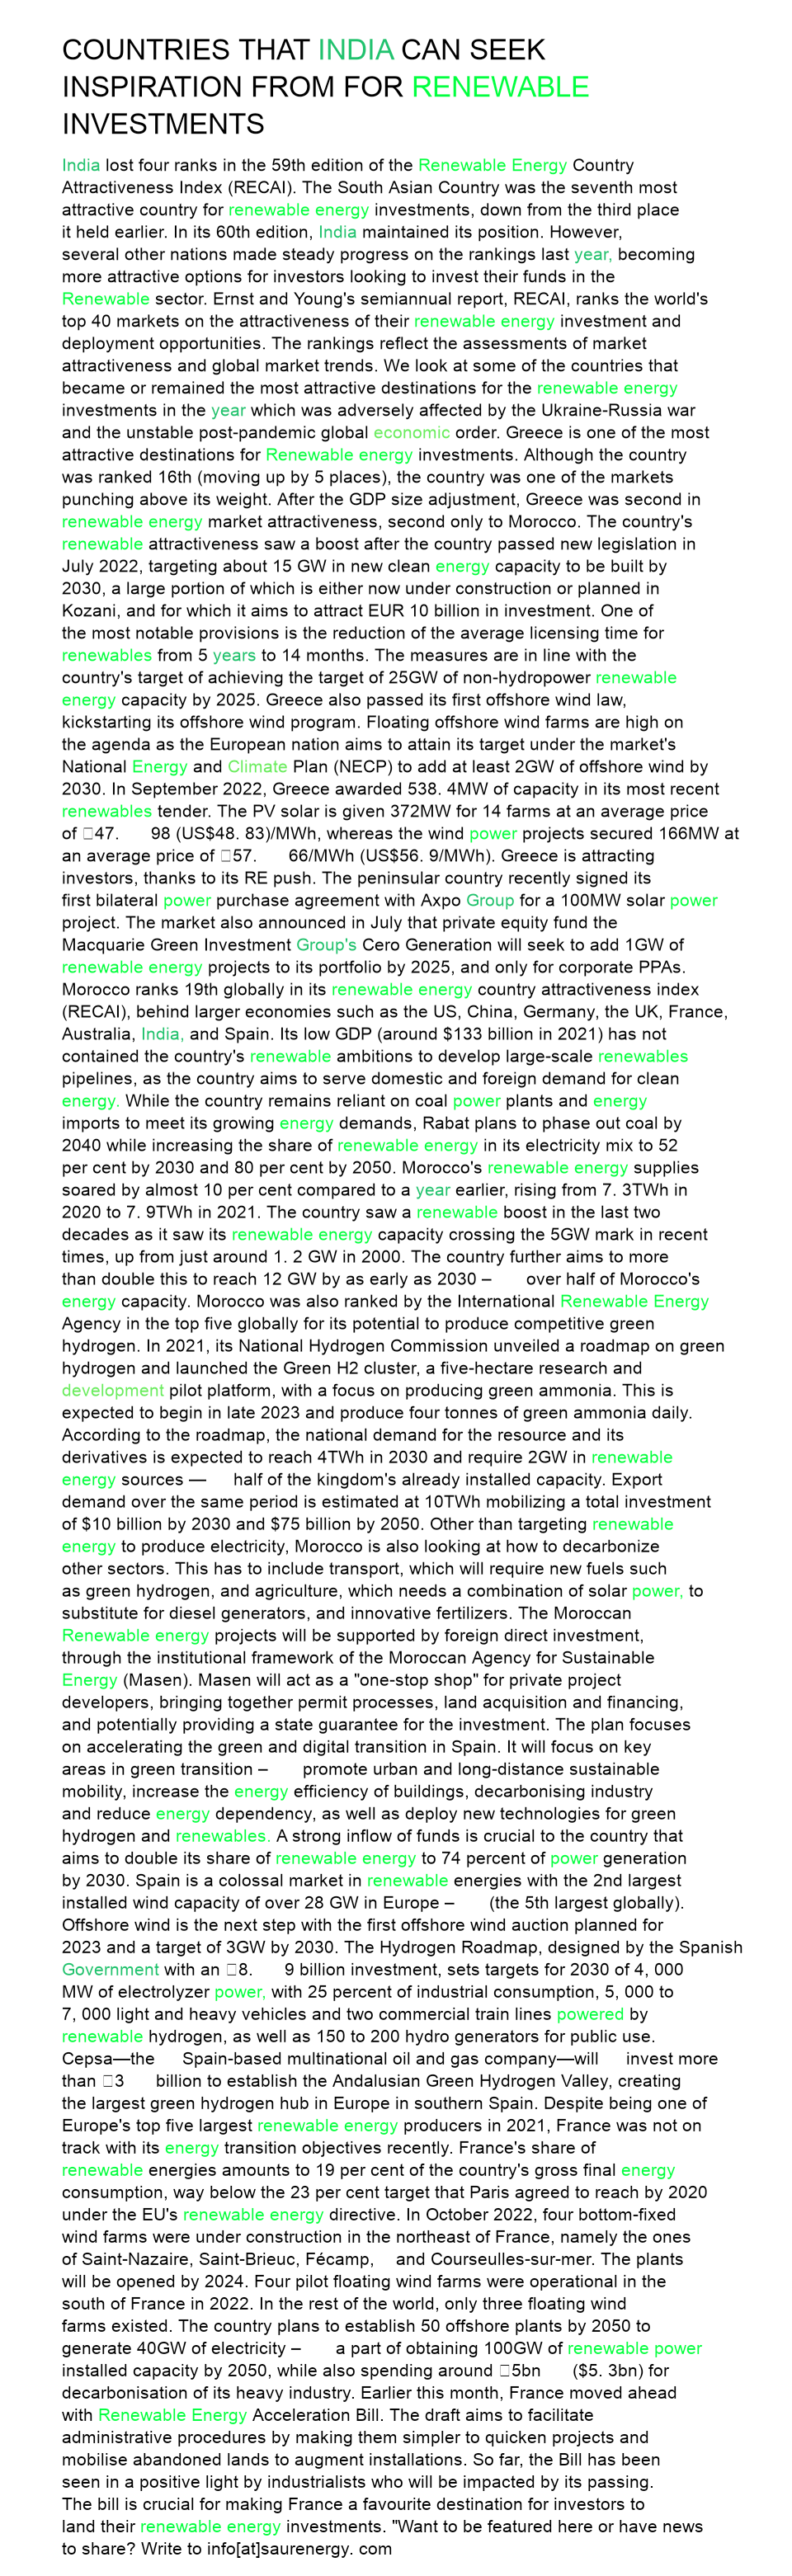 COUNTRIES THAT INDIA CAN SEEK
INSPIRATION FROM FOR RENEWABLE
INVESTMENTS
India lost four ranks in the 59th edition of the Renewable Energy Country
Attractiveness Index (RECAI). The South Asian Country was the seventh most
attractive country for renewable energy investments, down from the third place
it held earlier. In its 60th edition, India maintained its position. However,
several other nations made steady progress on the rankings last year, becoming
more attractive options for investors looking to invest their funds in the
Renewable sector. Ernst and Young's semiannual report, RECAI, ranks the world's
top 40 markets on the attractiveness of their renewable energy investment and
deployment opportunities. The rankings reflect the assessments of market
attractiveness and global market trends. We look at some of the countries that
became or remained the most attractive destinations for the renewable energy
investments in the year which was adversely affected by the Ukraine-Russia war
and the unstable post-pandemic global economic order. Greece is one of the most
attractive destinations for Renewable energy investments. Although the country
was ranked 16th (moving up by 5 places), the country was one of the markets
punching above its weight. After the GDP size adjustment, Greece was second in
renewable energy market attractiveness, second only to Morocco. The country's
renewable attractiveness saw a boost after the country passed new legislation in
July 2022, targeting about 15 GW in new clean energy capacity to be built by
2030, a large portion of which is either now under construction or planned in
Kozani, and for which it aims to attract EUR 10 billion in investment. One of
the most notable provisions is the reduction of the average licensing time for
renewables from 5 years to 14 months. The measures are in line with the
country's target of achieving the target of 25GW of non-hydropower renewable
energy capacity by 2025. Greece also passed its first offshore wind law,
kickstarting its offshore wind program. Floating offshore wind farms are high on
the agenda as the European nation aims to attain its target under the market's
National Energy and Climate Plan (NECP) to add at least 2GW of offshore wind by
2030. In September 2022, Greece awarded 538. 4MW of capacity in its most recent
renewables tender. The PV solar is given 372MW for 14 farms at an average price
of 47. 98 (US$48. 83)/MWh, whereas the wind power projects secured 166MW at
an average price of 57. 66/MWh (US$56. 9/MWh). Greece is attracting
investors, thanks to its RE push. The peninsular country recently signed its
first bilateral power purchase agreement with Axpo Group for a 100MW solar power
project. The market also announced in July that private equity fund the
Macquarie Green Investment Group's Cero Generation will seek to add 1GW of
renewable energy projects to its portfolio by 2025, and only for corporate PPAs.
Morocco ranks 19th globally in its renewable energy country attractiveness index
(RECAI), behind larger economies such as the US, China, Germany, the UK, France,
Australia, India, and Spain. Its low GDP (around $133 billion in 2021) has not
contained the country's renewable ambitions to develop large-scale renewables
pipelines, as the country aims to serve domestic and foreign demand for clean
energy. While the country remains reliant on coal power plants and energy
imports to meet its growing energy demands, Rabat plans to phase out coal by
2040 while increasing the share of renewable energy in its electricity mix to 52
per cent by 2030 and 80 per cent by 2050. Morocco's renewable energy supplies
soared by almost 10 per cent compared to a year earlier, rising from 7. 3TWh in
2020 to 7. 9TWh in 2021. The country saw a renewable boost in the last two
decades as it saw its renewable energy capacity crossing the 5GW mark in recent
times, up from just around 1. 2 GW in 2000. The country further aims to more
than double this to reach 12 GW by as early as 2030 – over half of Morocco's
energy capacity. Morocco was also ranked by the International Renewable Energy
Agency in the top five globally for its potential to produce competitive green
hydrogen. In 2021, its National Hydrogen Commission unveiled a roadmap on green
hydrogen and launched the Green H2 cluster, a five-hectare research and
development pilot platform, with a focus on producing green ammonia. This is
expected to begin in late 2023 and produce four tonnes of green ammonia daily.
According to the roadmap, the national demand for the resource and its
derivatives is expected to reach 4TWh in 2030 and require 2GW in renewable
energy sources — half of the kingdom's already installed capacity. Export
demand over the same period is estimated at 10TWh mobilizing a total investment
of $10 billion by 2030 and $75 billion by 2050. Other than targeting renewable
energy to produce electricity, Morocco is also looking at how to decarbonize
other sectors. This has to include transport, which will require new fuels such
as green hydrogen, and agriculture, which needs a combination of solar power, to
substitute for diesel generators, and innovative fertilizers. The Moroccan
Renewable energy projects will be supported by foreign direct investment,
through the institutional framework of the Moroccan Agency for Sustainable
Energy (Masen). Masen will act as a "one-stop shop" for private project
developers, bringing together permit processes, land acquisition and financing,
and potentially providing a state guarantee for the investment. The plan focuses
on accelerating the green and digital transition in Spain. It will focus on key
areas in green transition – promote urban and long-distance sustainable
mobility, increase the energy efficiency of buildings, decarbonising industry
and reduce energy dependency, as well as deploy new technologies for green
hydrogen and renewables. A strong inflow of funds is crucial to the country that
aims to double its share of renewable energy to 74 percent of power generation
by 2030. Spain is a colossal market in renewable energies with the 2nd largest
installed wind capacity of over 28 GW in Europe – (the 5th largest globally).
Offshore wind is the next step with the first offshore wind auction planned for
2023 and a target of 3GW by 2030. The Hydrogen Roadmap, designed by the Spanish
Government with an 8. 9 billion investment, sets targets for 2030 of 4, 000
MW of electrolyzer power, with 25 percent of industrial consumption, 5, 000 to
7, 000 light and heavy vehicles and two commercial train lines powered by
renewable hydrogen, as well as 150 to 200 hydro generators for public use.
Cepsa—the Spain-based multinational oil and gas company—will invest more
than 3 billion to establish the Andalusian Green Hydrogen Valley, creating
the largest green hydrogen hub in Europe in southern Spain. Despite being one of
Europe's top five largest renewable energy producers in 2021, France was not on
track with its energy transition objectives recently. France's share of
renewable energies amounts to 19 per cent of the country's gross final energy
consumption, way below the 23 per cent target that Paris agreed to reach by 2020
under the EU's renewable energy directive. In October 2022, four bottom-fixed
wind farms were under construction in the northeast of France, namely the ones
of Saint-Nazaire, Saint-Brieuc, Fécamp, and Courseulles-sur-mer. The plants
will be opened by 2024. Four pilot floating wind farms were operational in the
south of France in 2022. In the rest of the world, only three floating wind
farms existed. The country plans to establish 50 offshore plants by 2050 to
generate 40GW of electricity – a part of obtaining 100GW of renewable power
installed capacity by 2050, while also spending around 5bn ($5. 3bn) for
decarbonisation of its heavy industry. Earlier this month, France moved ahead
with Renewable Energy Acceleration Bill. The draft aims to facilitate
administrative procedures by making them simpler to quicken projects and
mobilise abandoned lands to augment installations. So far, the Bill has been
seen in a positive light by industrialists who will be impacted by its passing.
The bill is crucial for making France a favourite destination for investors to
land their renewable energy investments. "Want to be featured here or have news
to share? Write to info[at]saurenergy. com